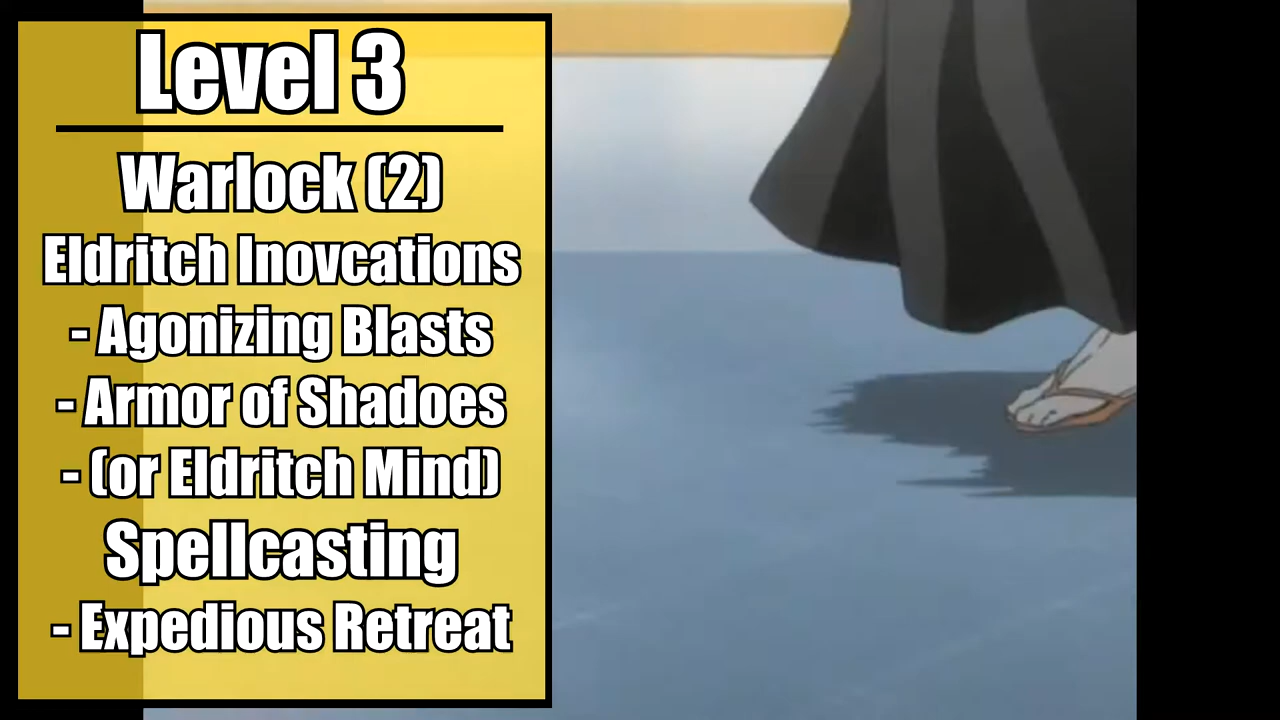 Level 3
Warlock (2)
Eldritch Inovcations
- Agonizing Blasts
- Armor of Shadoes
- (or Eldritch Mind)
Spellcasting
- Expedious Retreat